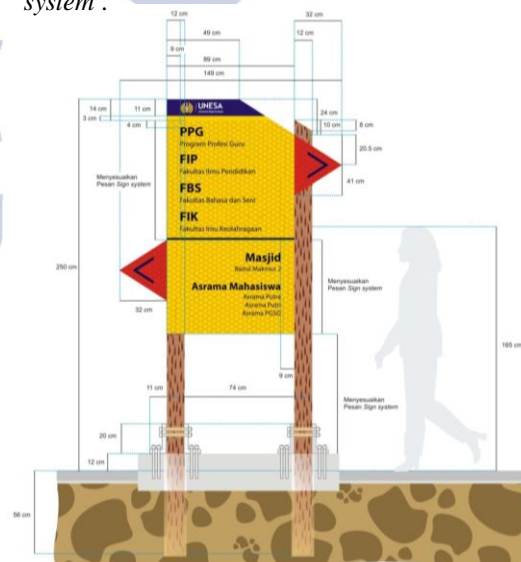 system".
12 cm
32 cm
49 cm
12 cm
9 cm
89 cm
149 cm
14 cm
11 cm
3 cm
4 cm
24 cm
10 cm
8 cm
20.5 cm
41 cm
UNESA
PPG
Program Profesi Guru
FIP
Fakultas Ilmu Pendidikan
FBS
Fakultas Bahasa dan Seni
FIK
Fakultas Ilmu Keolahragaan
Menyesuaikan
Pesan Sign system
Masjid
Baitul Makmur 2
Asrama Mahasiswa
Asrama Putra
Asrama Putri
Asrama PGSD
250 cm
32 cm
Menyesuaikan
Pesan Sign system
165 cm
9 cm
11 cm
74 cm
Menyesuaikan
Pesan Sign system
20 cm
12 cm
56 cm